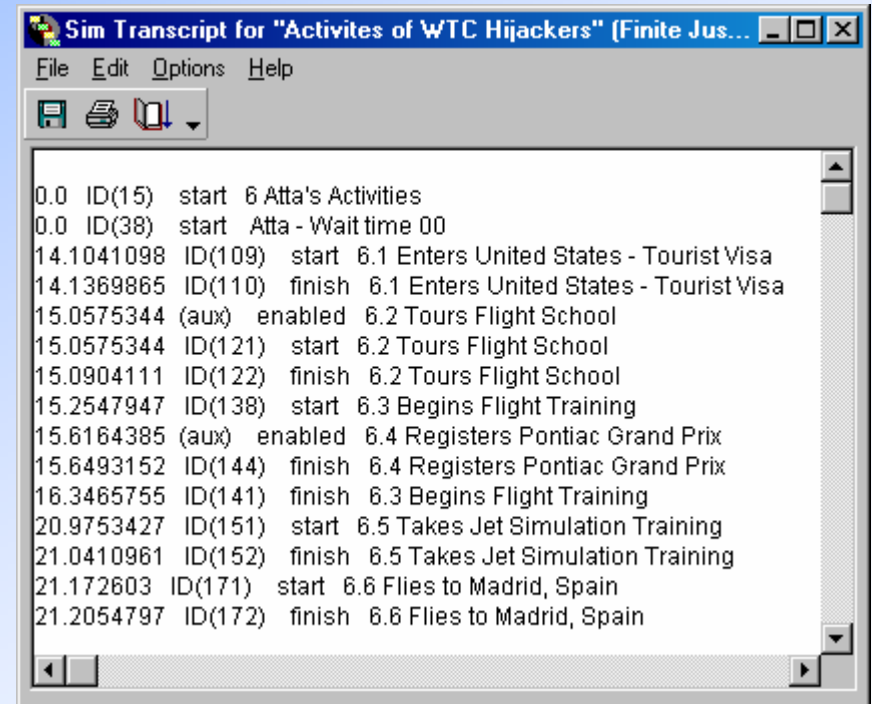 Sim Transcript for "Activites of WTC Hijackers" (Finite Jus...
File Edit Options Help
0.0 ID(15) start 6 Atta's Activities
0.0 ID(38) start Atta - Wait time 00
14.1041098 ID(109) start 6.1 Enters United States - Tourist Visa
14.1369865 ID(110) finish 6.1 Enters United States - Tourist Visa
15.0575344 (aux) enabled 6.2 Tours Flight School
15.0575344 ID(121) start 6.2 Tours Flight School
15.0904111 ID(122) finish 6.2 Tours Flight School
15.2547947 ID(138) start 6.3 Begins Flight Training
15.6164385 (aux) enabled 6.4 Registers Pontiac Grand Prix
15.6493152 ID(144) finish 6.4 Registers Pontiac Grand Prix
16.3465755 ID(141) finish 6.3 Begins Flight Training
20.9753427 ID(151) start 6.5 Takes Jet Simulation Training
21.0410961 ID(152) finish 6.5 Takes Jet Simulation Training
21.172603 ID(171) start 6.6 Flies to Madrid, Spain
21.2054797 ID(172) finish 6.6 Flies to Madrid, Spain